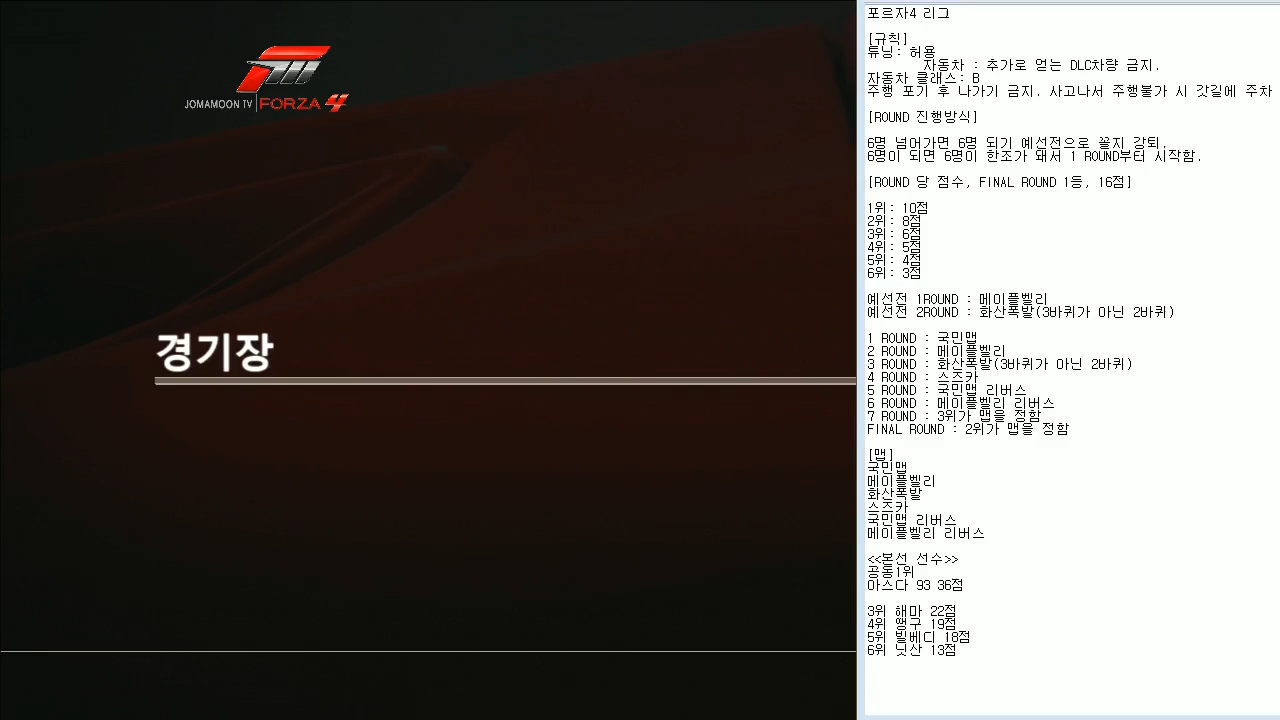 JOMAMOON TV FORZA 4
경기장
포르자4 리그
[규칙]
튜닝: 허용
자동차 : 추가로 얻는 DLC차량 금지.
자동차 클래스: B
주행 포기 후 나가기 금지. 사고나서 주행불가 시 갓길에 주차
[ROUND 진행방식]
6명 넘어가면 6명 되기 예선전으로 꼴지 강퇴.
6명이 되면 6명이 한조가 돼서 1 ROUND부터 시작함.
[ROUND 당 점수, FINAL ROUND 1등, 16점]
1위: 10점
2위: 8점
3위: 6점
4위: 5점
5위: 4점
6위: 3점
예선전 1ROUND : 메이플벨리
예선전 2ROUND : 화산폭발(3바퀴가 아닌 2바퀴)
1 ROUND : 국민맵
2 ROUND : 메이플벨리
3 ROUND : 화산폭발(3바퀴가 아닌 2바퀴)
4 ROUND : 스즈카
5 ROUND : 국민맵 리버스
6 ROUND : 메이플벨리 리버스
7 ROUND : 3위가 맵을 정함
FINAL ROUND : 2위가 맵을 정함
[맵]
국민맵
메이플벨리
화산폭발
스즈카
국민맵 리버스
메이플벨리 리버스
<<본선 선수>>
공동1위
아스다 93 36점
3위 해마 22점
4위 앵구 19점
5위 빌베디 18점
6위 닛산 13점